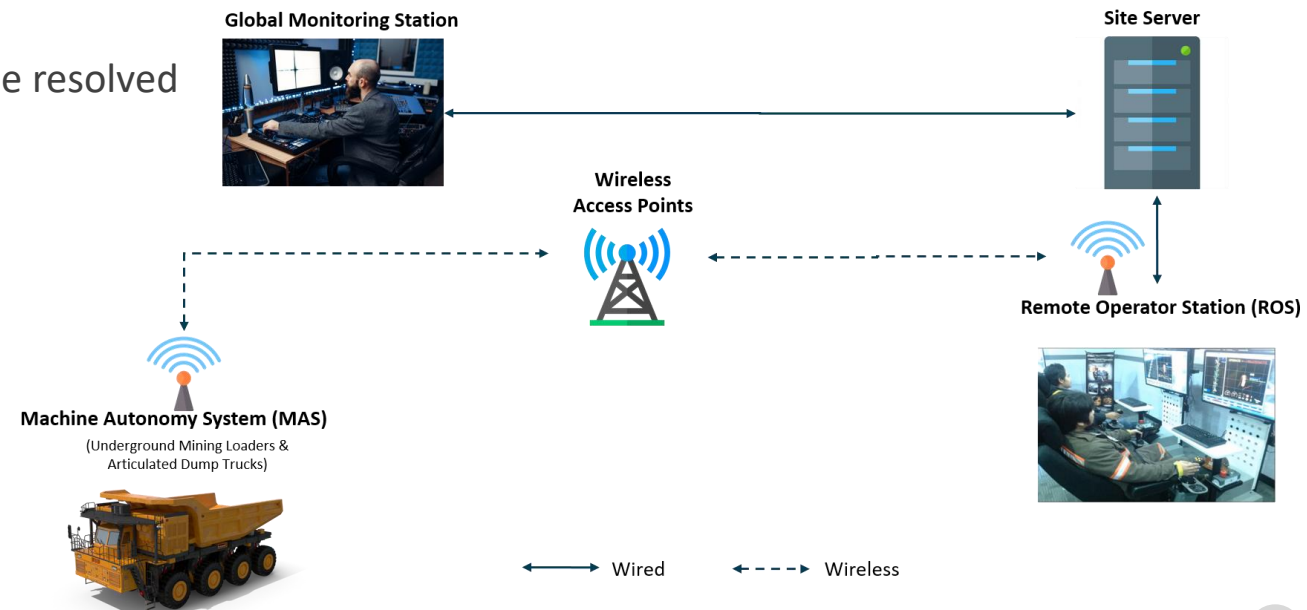 Global Monitoring Station
Site Server
e resolved
Wireless
Access Points
Remote Operator Station (ROS)
Machine Autonomy System (MAS)
(Underground Mining Loaders &
Articulated Dump Trucks)
Wired
Wireless